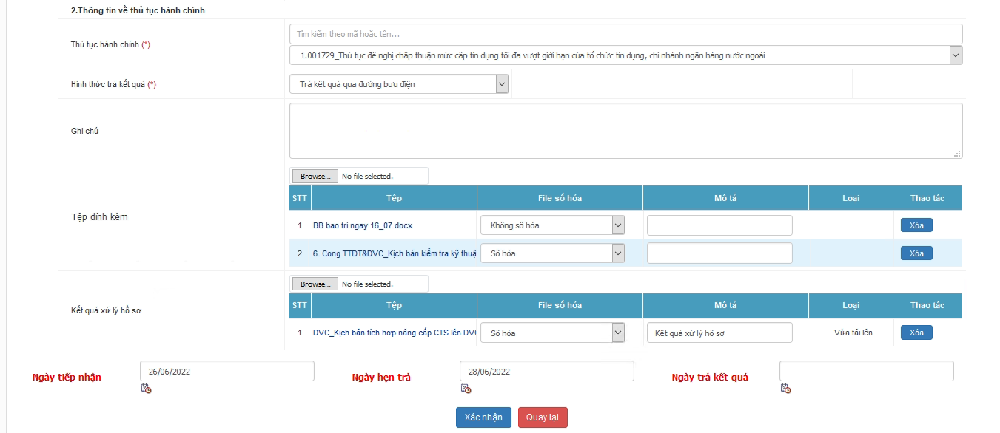 2.Thông tin về thủ tục hành chính
Thủ tục hành chính (*)
Tìm kiếm theo mã hoặc tên...
1.001729_Thủ tục đề nghị chấp thuận mức cấp tín dụng tối đa vượt giới hạn của tổ chức tín dụng, chi nhánh ngân hàng nước ngoài
Hình thức trả kết quả (*)
Trả kết quả qua đường bưu điện
Ghi chú
Tệp đính kèm
Browse... No file selected.
STT Tệp File số hóa Mô tả Loại Thao tác
1 BB bao tri ngay 16_07.docx Không số hóa Xóa
2 6. Cong TTĐT&DVC_Kịch bản kiểm tra kỹ thuậ Số hóa Xóa
Kết quả xử lý hồ sơ
Browse... No file selected.
STT Tệp File số hóa Mô tả Loại Thao tác
1 DVC_Kịch bản tích hợp nâng cấp CTS lên DV Số hóa Kết quả xử lý hồ sơ Vừa tải lên Xóa
Ngày tiếp nhận 26/06/2022 Ngày hẹn trả 28/06/2022 Ngày trả kết quả
Xác nhận Quay lại